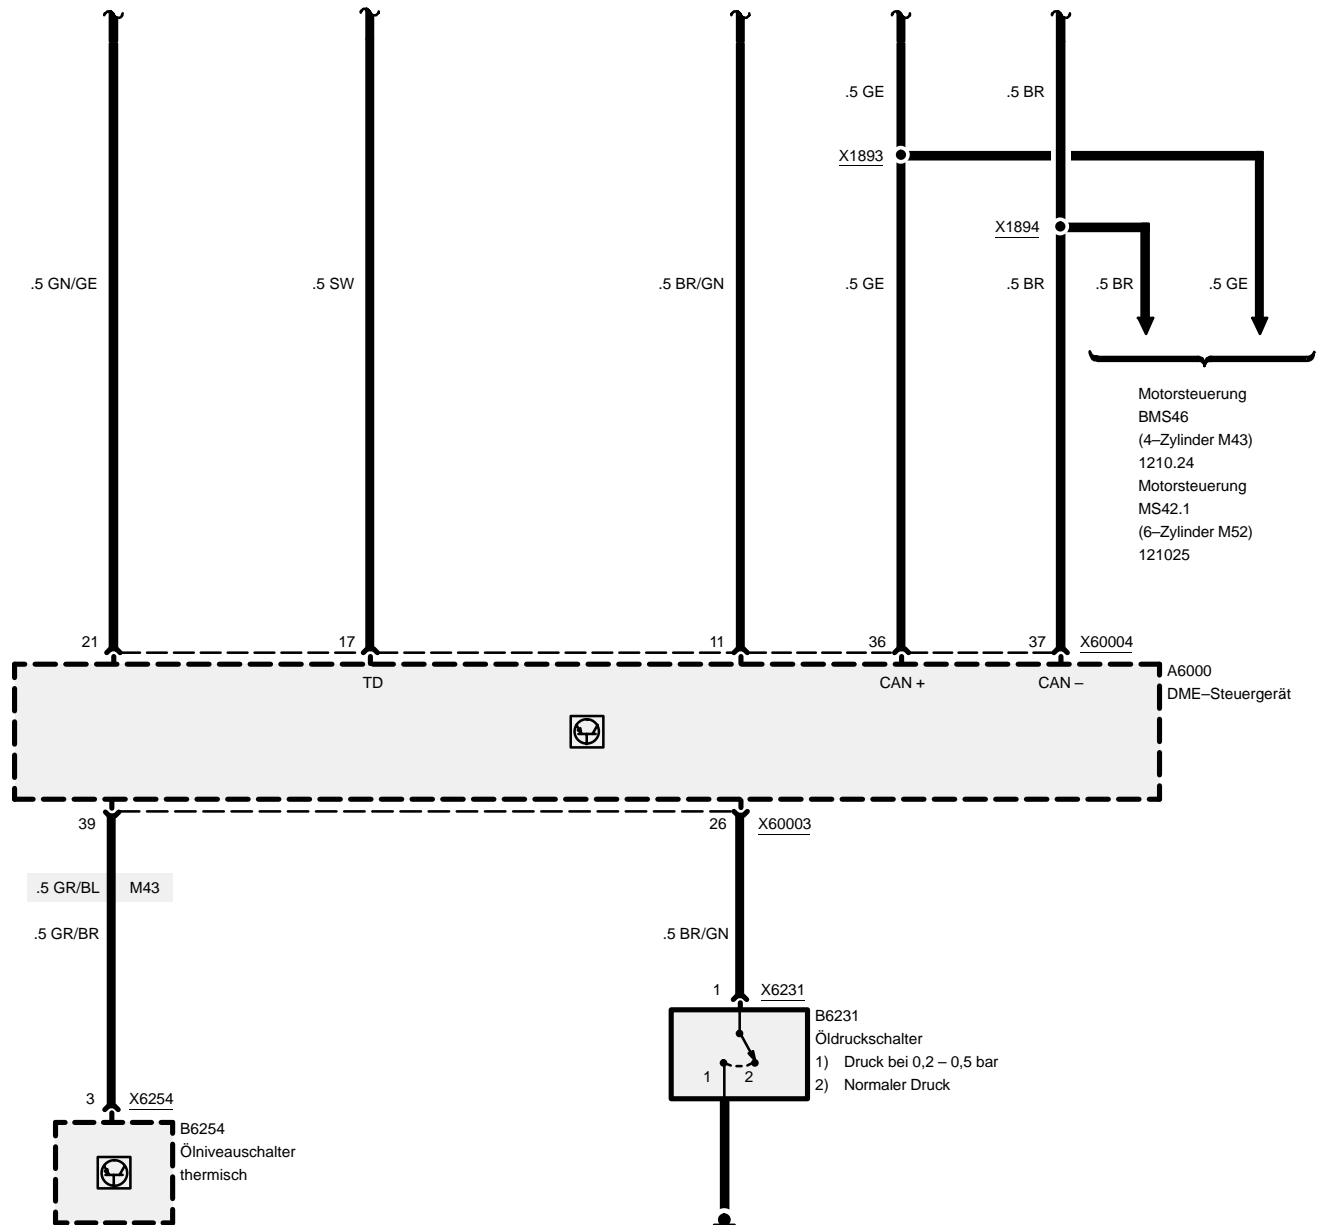 .5 GE
.5 BR
X1893
X1894
.5 GN/GE
.5 SW
.5 BR/GN
.5 GE
.5 BR
.5 BR
.5 GE
Motorsteuerung
BMS46
(4–Zylinder M43)
1210.24
Motorsteuerung
MS42.1
(6–Zylinder M52)
121025
21
17
11
36
37
X60004
TD
CAN +
CAN –
A6000
DME–Steuergerät
39
26
X60003
.5 GR/BL
M43
.5 GR/BR
.5 BR/GN
1
X6231
B6231
Öldruckschalter
1) Druck bei 0,2 – 0,5 bar
2) Normaler Druck
1
2
3
X6254
B6254
Ölniveauschalter
thermisch